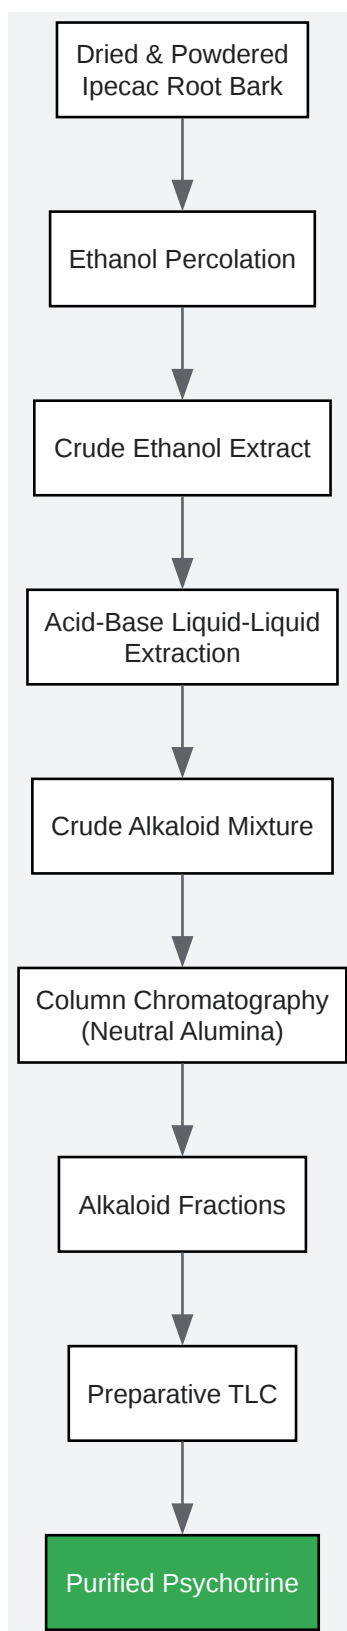 Dried & Powdered
Ipecac Root Bark
Ethanol Percolation
Crude Ethanol Extract
Acid-Base Liquid-Liquid
Extraction
Crude Alkaloid Mixture
Column Chromatography
(Neutral Alumina)
Alkaloid Fractions
Preparative TLC
Purified Psychotrine